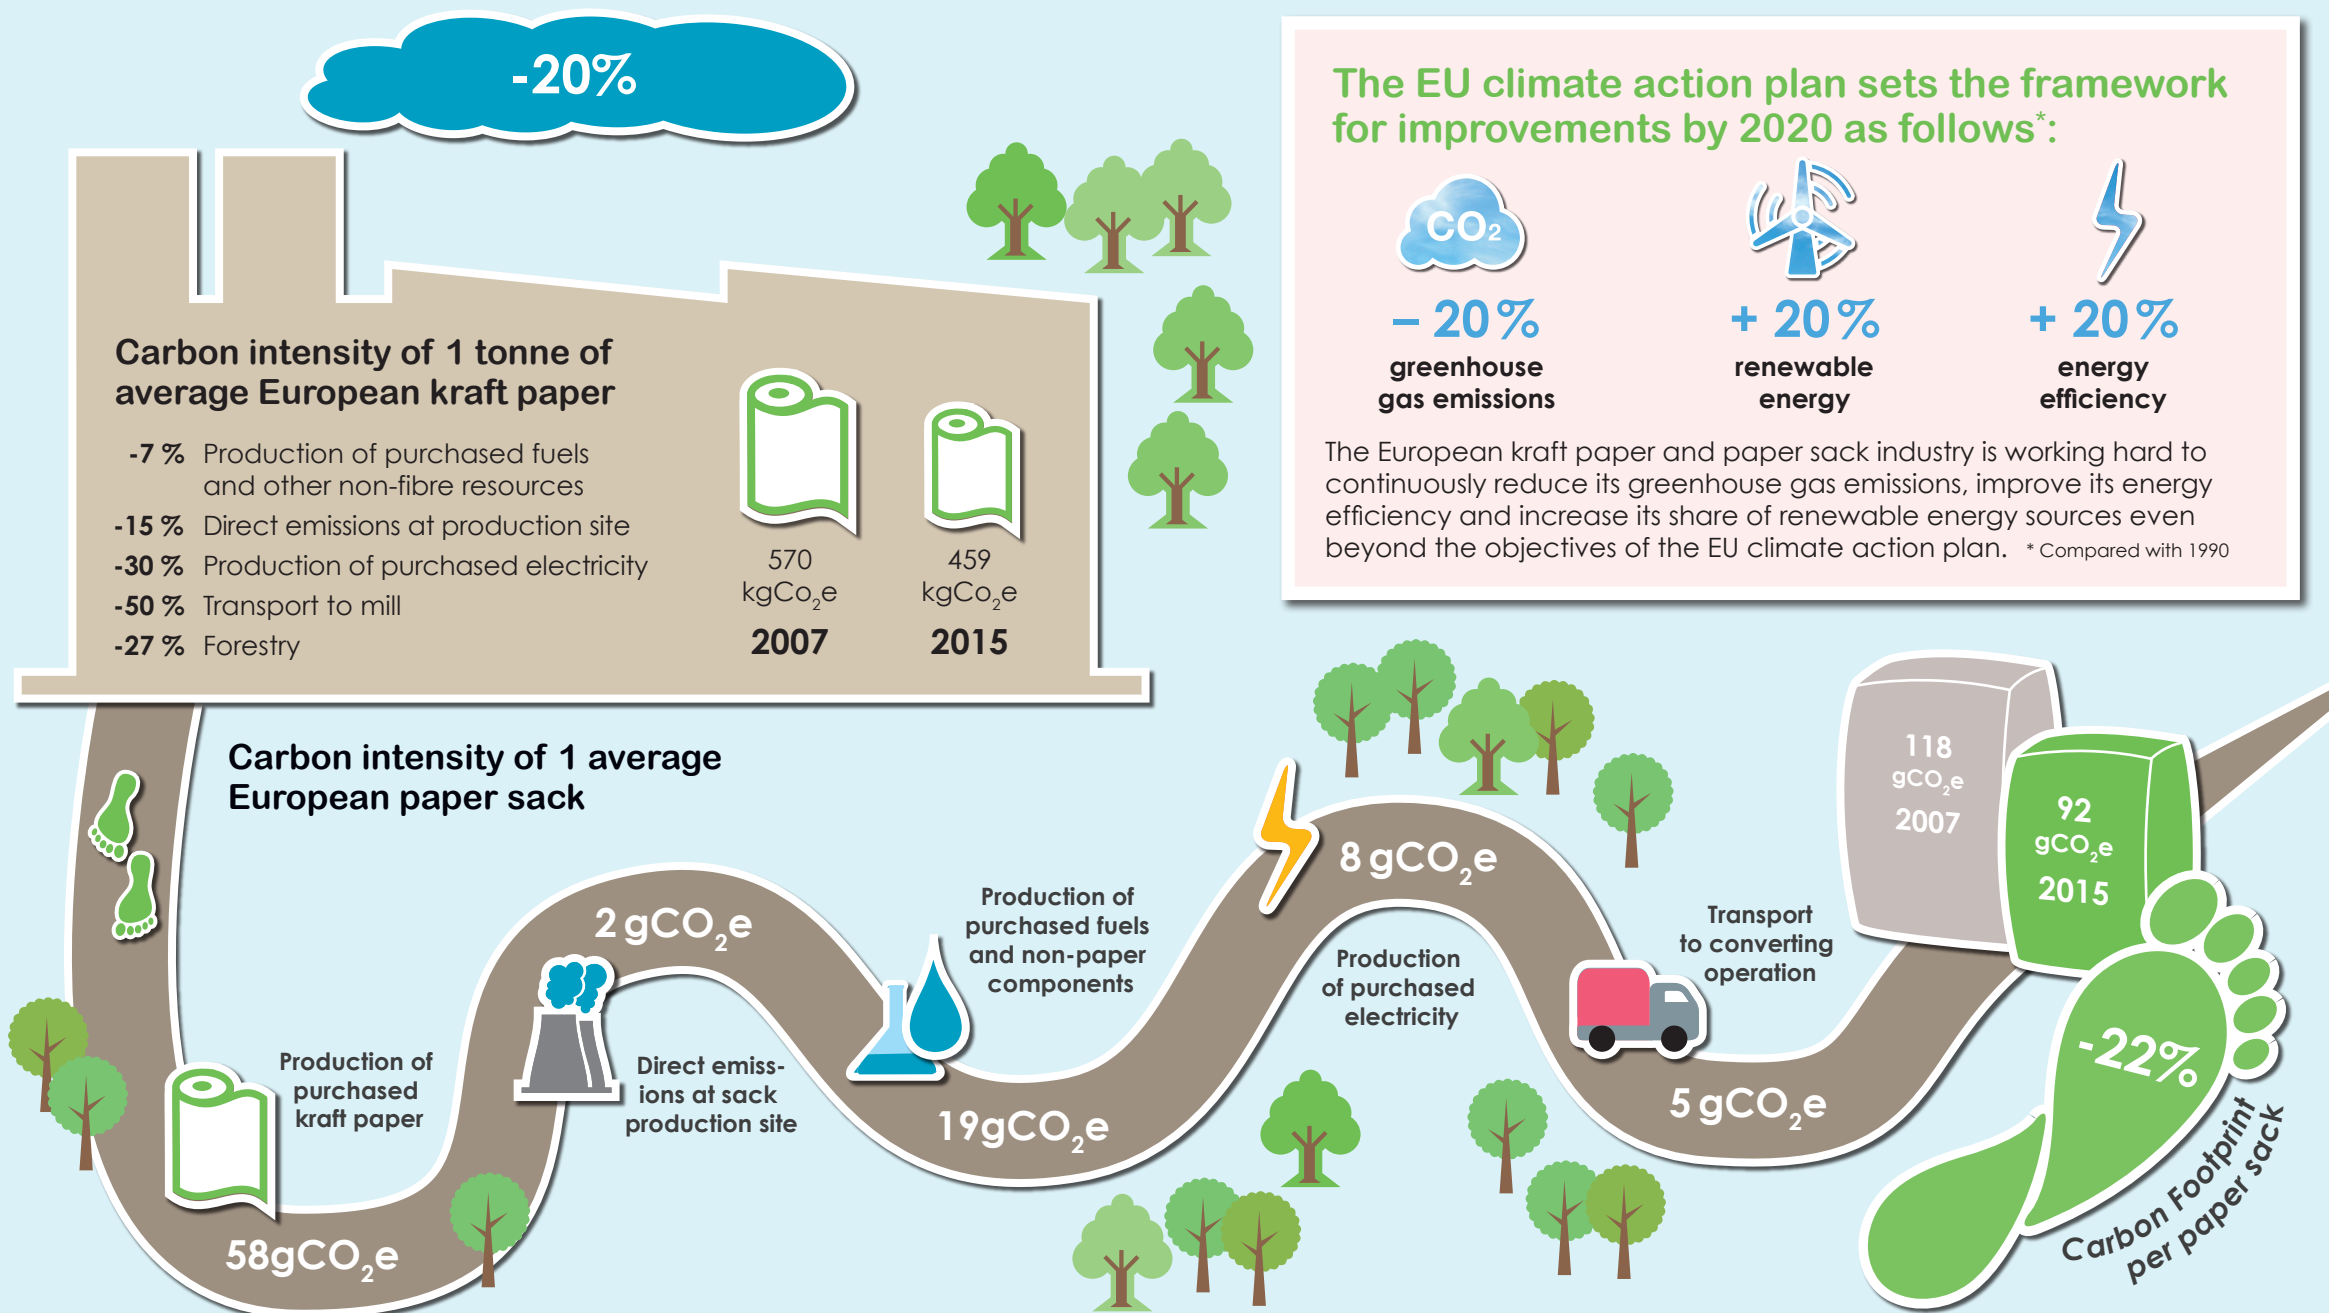 -20%
The EU climate action plan sets the framework
for improvements by 2020 as follows*:
CO₂
– 20%
greenhouse
gas emissions
+ 20%
renewable
energy
+ 20%
energy
efficiency
The European kraft paper and paper sack industry is working hard to
continuously reduce its greenhouse gas emissions, improve its energy
efficiency and increase its share of renewable energy sources even
beyond the objectives of the EU climate action plan. * Compared with 1990
Carbon intensity of 1 tonne of
average European kraft paper
-7 % Production of purchased fuels
and other non-fibre resources
-15 % Direct emissions at production site
-30 % Production of purchased electricity
-50 % Transport to mill
-27 % Forestry
570
kgCo₂e
2007
459
kgCo₂e
2015
Carbon intensity of 1 average
European paper sack
Production of
purchased
kraft paper
58gCO₂e
2 gCO₂e
Direct emiss-
ions at sack
production site
Production of
purchased fuels
and non-paper
components
19gCO₂e
8 gCO₂e
Production
of purchased
electricity
Transport
to converting
operation
5 gCO₂e
118
gCO₂e
2007
92
gCO₂e
2015
-22%
Carbon Footprint
per paper sack